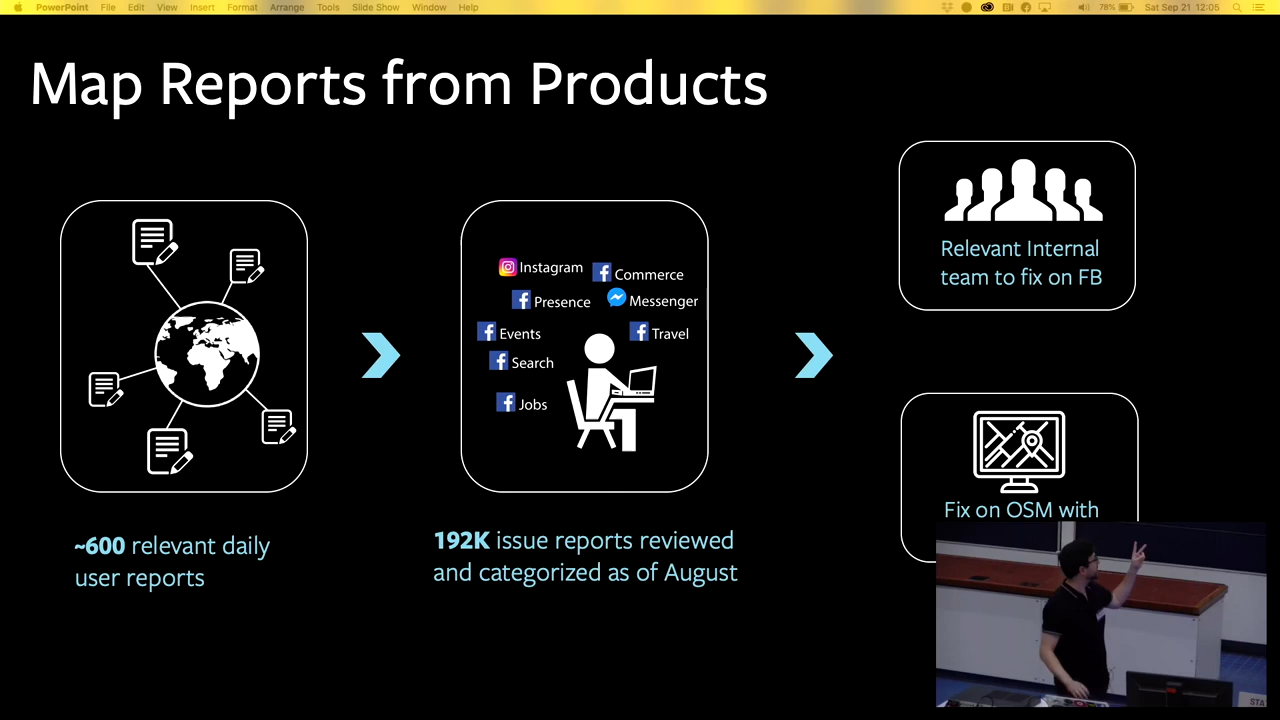 PowerPoint File Edit View Insert Format Arrange Tools Slide Show Window Help 78% Sat Sep 21 12:05
Map Reports from Products
Instagram
Commerce
Presence
Messenger
Events
Travel
Search
Jobs
~600 relevant daily
user reports
192K issue reports reviewed
and categorized as of August
Relevant Internal
team to fix on FB
Fix on OSM with
STA